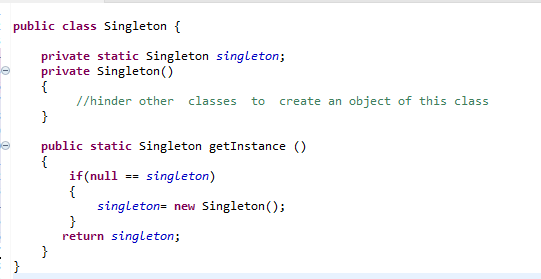 public class Singleton {
private static Singleton singleton;
private Singleton()
{
//hinder other classes to create an object of this class
}
public static Singleton getInstance ()
{
if(null == singleton)
{
singleton= new Singleton();
}
return singleton;
}
}